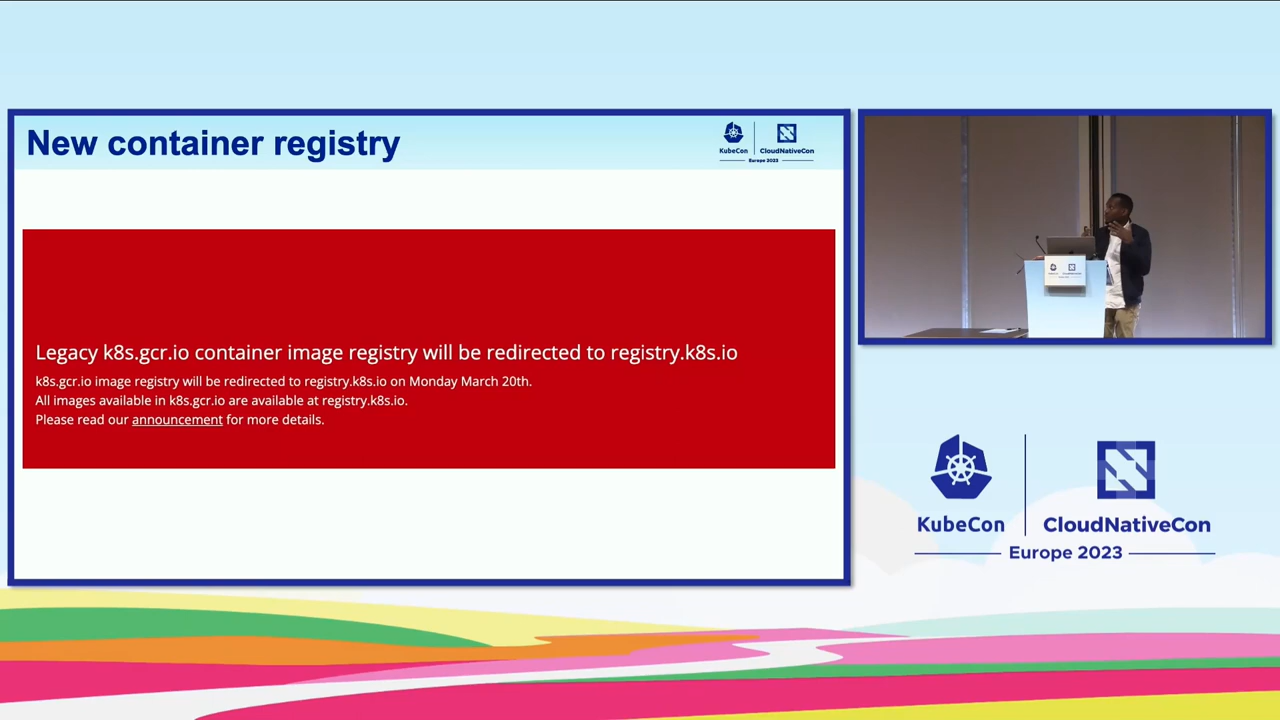 New container registry
KubeCon
CloudNativeCon
Europe 2023
Legacy k8s.gcr.io container image registry will be redirected to registry.k8s.io
k8s.gcr.io image registry will be redirected to registry.k8s.io on Monday March 20th.
All images available in k8s.gcr.io are available at registry.k8s.io.
Please read our announcement for more details.
KubeCon
CloudNativeCon
Europe 2023